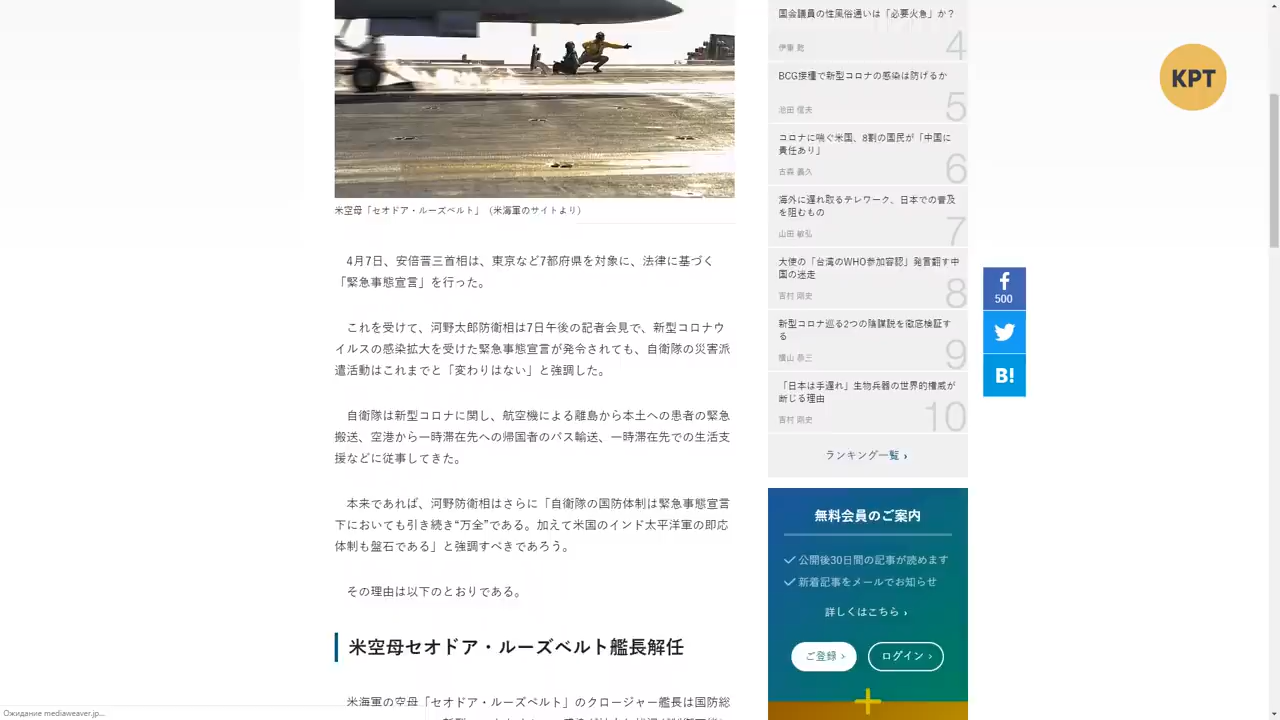 米空母「セオドア・ルーズベルト」（米海軍のサイトより）
4月7日、安倍晋三首相は、東京など7都府県を対象に、法律に基づく
「緊急事態宣言」を行った。
これを受けて、河野太郎防衛相は7日午後の記者会見で、新型コロナウ
イルスの感染拡大を受けた緊急事態宣言が発令されても、自衛隊の災害派
遣活動はこれまでと「変わりはない」と強調した。
自衛隊は新型コロナに関し、航空機による離島から本土への患者の緊急
搬送、空港から一時滞在先への帰国者のバス輸送、一時滞在先での生活支
援などに従事してきた。
本来であれば、河野防衛相はさらに「自衛隊の国防体制は緊急事態宣言
下においても引き続き“万全”である。加えて米国のインド太平洋軍の即応
体制も盤石である」と強調すべきであろう。
その理由は以下のとおりである。
米空母セオドア・ルーズベルト艦長解任
米海軍の空母「セオドア・ルーズベルト」のクロージャー艦長は国防総
国会議員の性風俗通いは「必要火急」か？
伊東 乾
4
BCG接種で新型コロナの感染は防げるか
池田 信夫
5
コロナに喘ぐ米国、8割の国民が「中国に
責任あり」
古森 義久
6
海外に遅れ取るテレワーク、日本での普及
を阻むもの
山田 敏弘
7
大使の「台湾のWHO参加容認」発言翻す中
国の迷走
吉村 剛史
8
新型コロナ巡る2つの陰謀説を徹底検証す
る
横山 恭三
9
「日本は手遅れ」生物兵器の世界的権威が
断じる理由
吉村 剛史
10
ランキング一覧 ›
無料会員のご案内
公開後30日間の記事が読めます
新着記事をメールでお知らせ
詳しくはこちら ›
ご登録 ›
ログイン ›
500
B!
КРТ
Ожидание mediaweaver.jp...